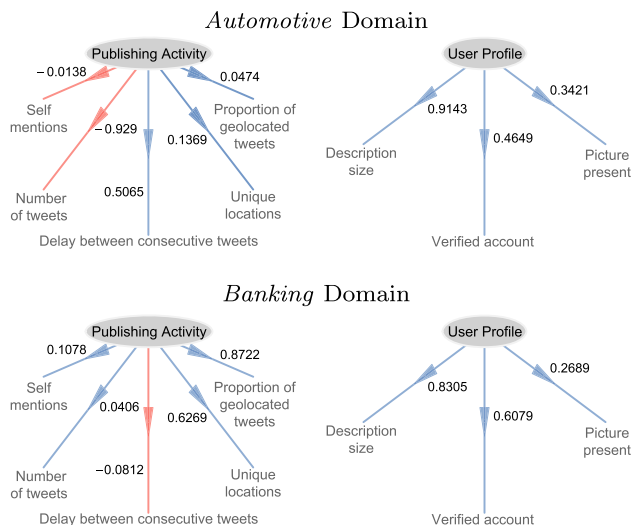 Automotive Domain
Publishing Activity
−0.0138
0.0474
Self
mentions
Proportion of
geolocated
tweets
−0.929
0.1369
0.5065
Number
of tweets
Unique
locations
Delay between consecutive tweets
User Profile
0.9143
0.3421
0.4649
Description
size
Picture
present
Verified account
Banking Domain
Publishing Activity
0.1078
0.8722
Self
mentions
Proportion of
geolocated
tweets
0.0406
0.6269
−0.0812
Number
of tweets
Unique
locations
Delay between consecutive tweets
User Profile
0.8305
0.2689
0.6079
Description
size
Picture
present
Verified account